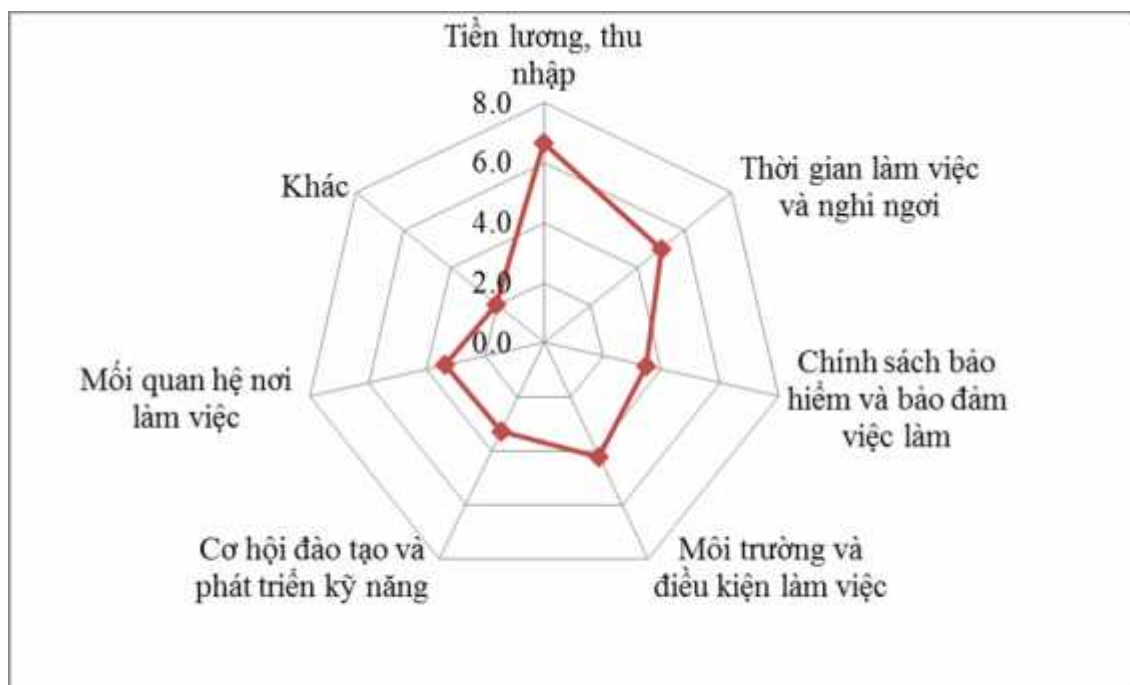 Tiền lương, thu
nhập
8.0
6.0
4.0
2.0
0.0
Thời gian làm việc
và nghỉ ngơi
Chính sách bảo
hiểm và bảo đảm
việc làm
Môi trường và
điều kiện làm việc
Cơ hội đào tạo và
phát triển kỹ năng
Mối quan hệ nơi
làm việc
Khác